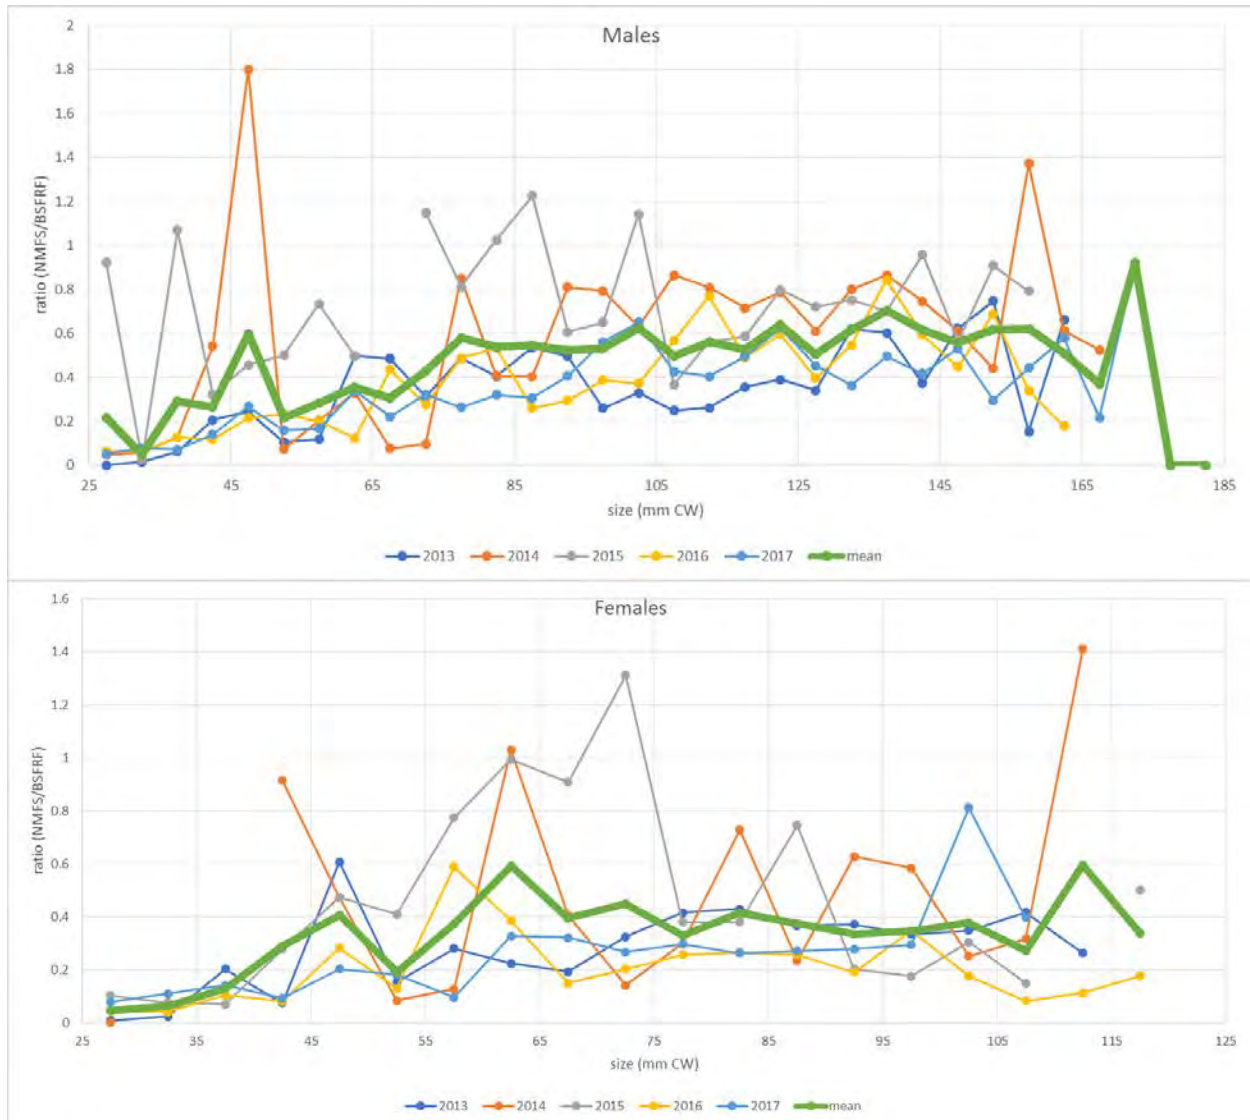 Males
ratio (NMFS/BSFRF)
2
1.8
1.6
1.4
1.2
1
0.8
0.6
0.4
0.2
0
25 45 65 85 105 125 145 165 185
size (mm CW)
2013 2014 2015 2016 2017 mean
Females
ratio (NMFS/BSFRF)
1.6
1.4
1.2
1
0.8
0.6
0.4
0.2
0
25 35 45 55 65 75 85 95 105 115 125
size (mm CW)
2013 2014 2015 2016 2017 mean